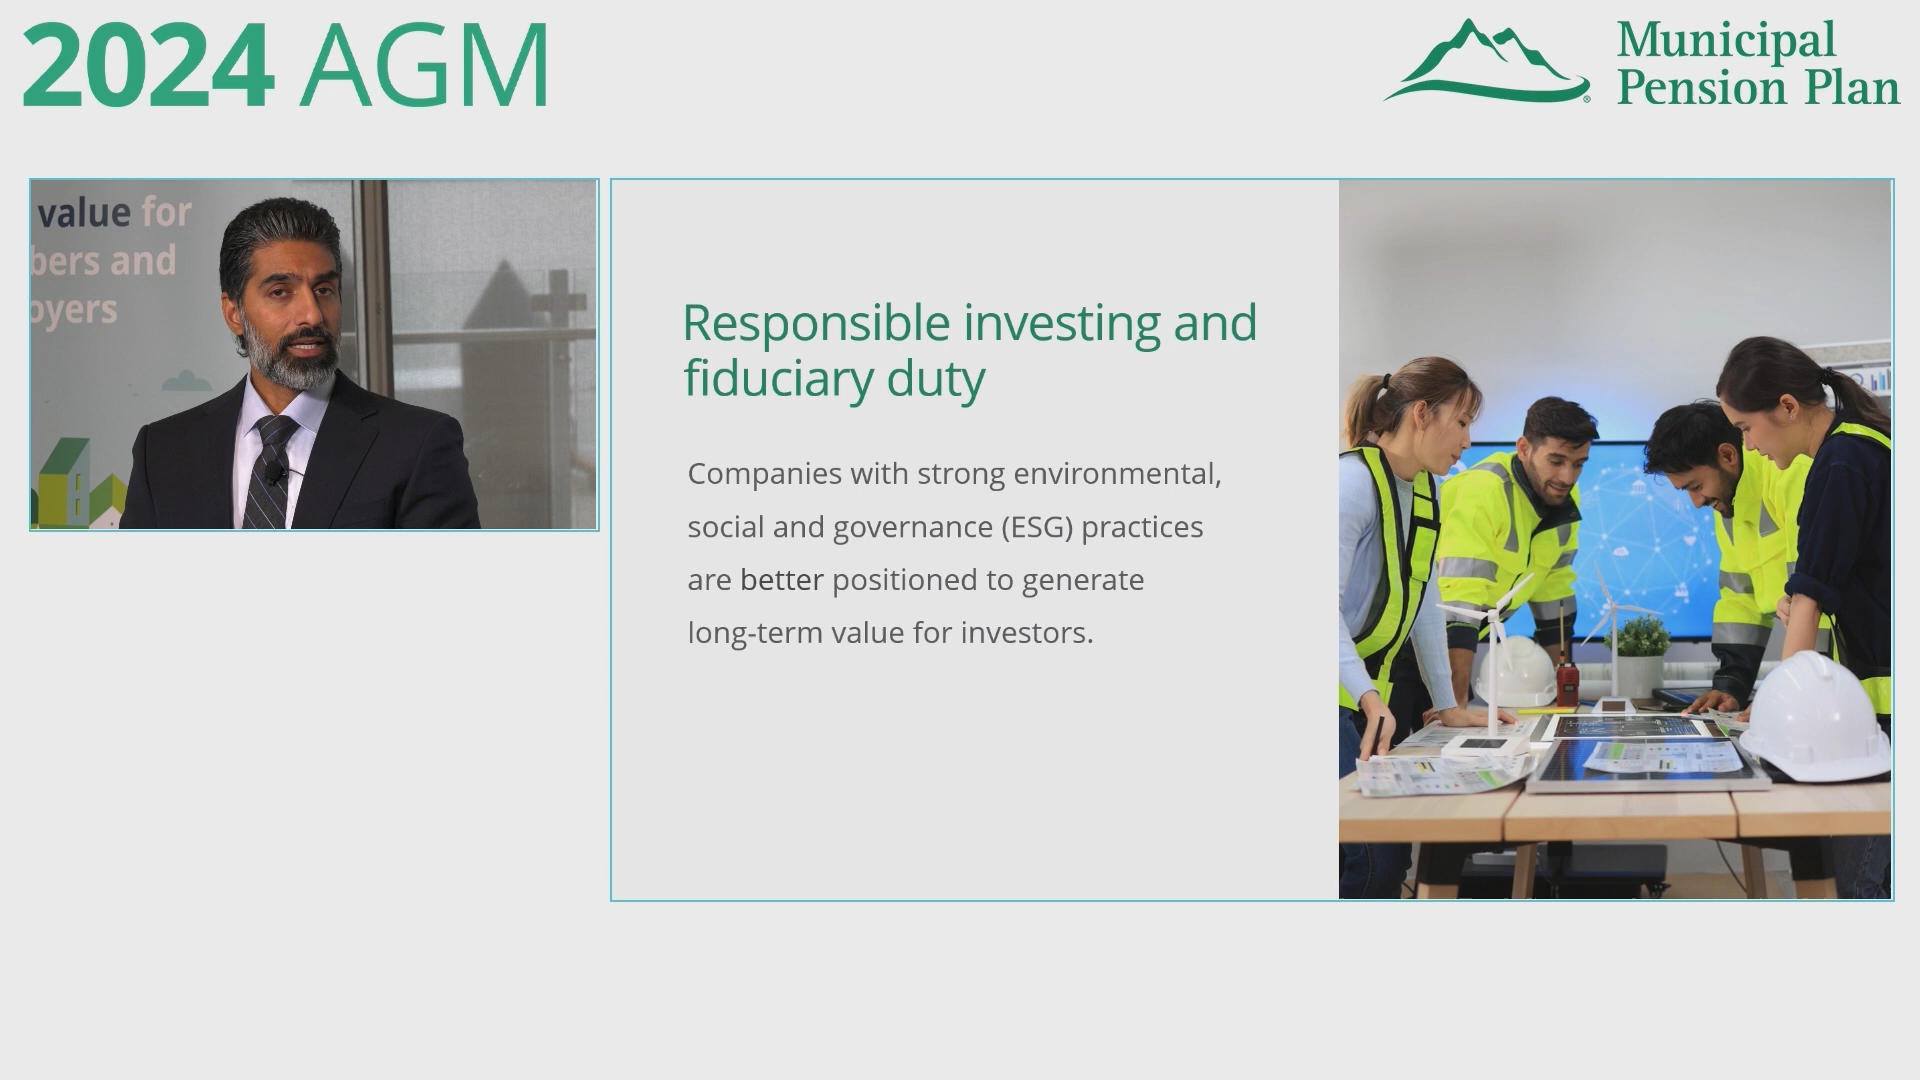 2024 AGM
Municipal
Pension Plan
®
value for
bers and
oyers
Responsible investing and
fiduciary duty
Companies with strong environmental,
social and governance (ESG) practices
are better positioned to generate
long-term value for investors.